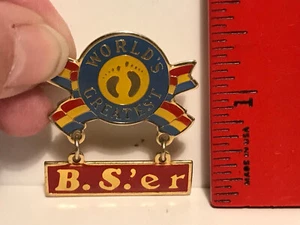 WORLD'S
GREATEST
B.S.'er
1
MADE IN USA